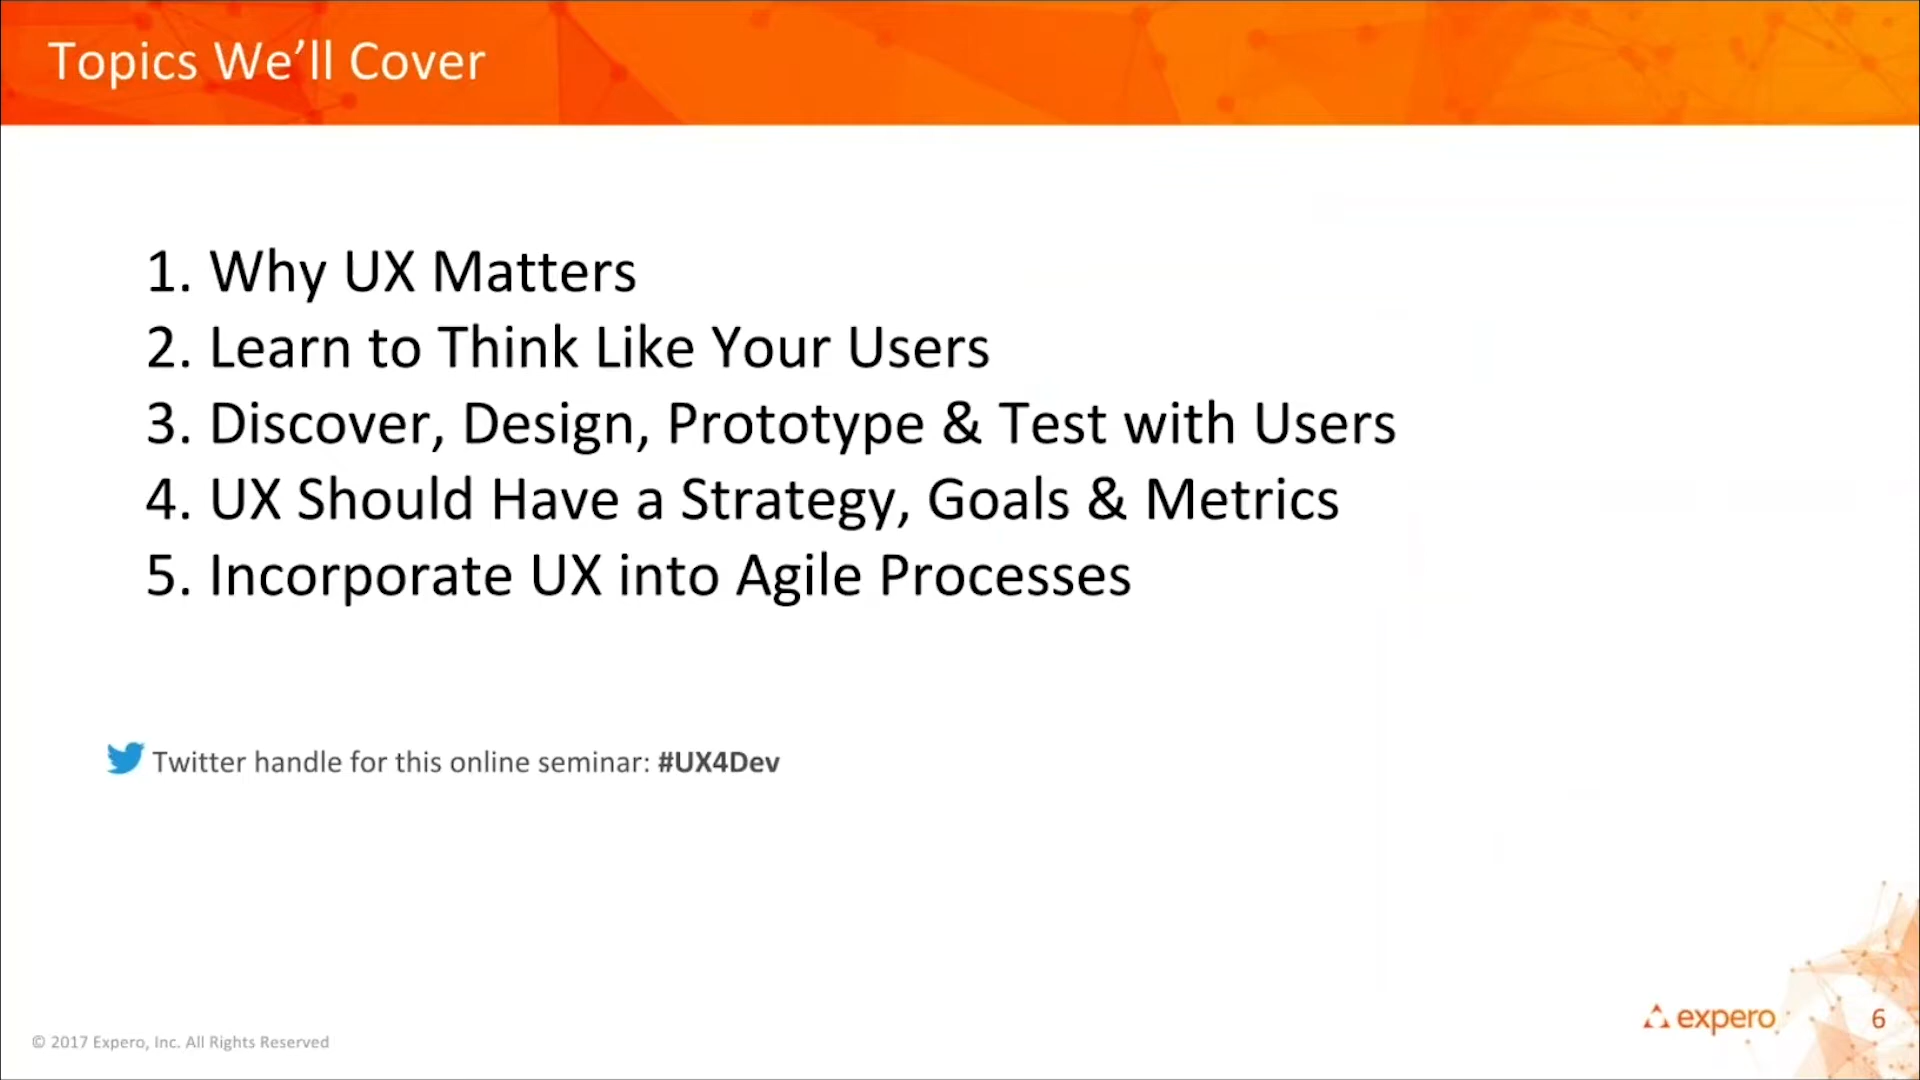 Topics We’ll Cover
1. Why UX Matters
2. Learn to Think Like Your Users
3. Discover, Design, Prototype & Test with Users
4. UX Should Have a Strategy, Goals & Metrics
5. Incorporate UX into Agile Processes
Twitter handle for this online seminar: #UX4Dev
expero
6
© 2017 Expero, Inc. All Rights Reserved